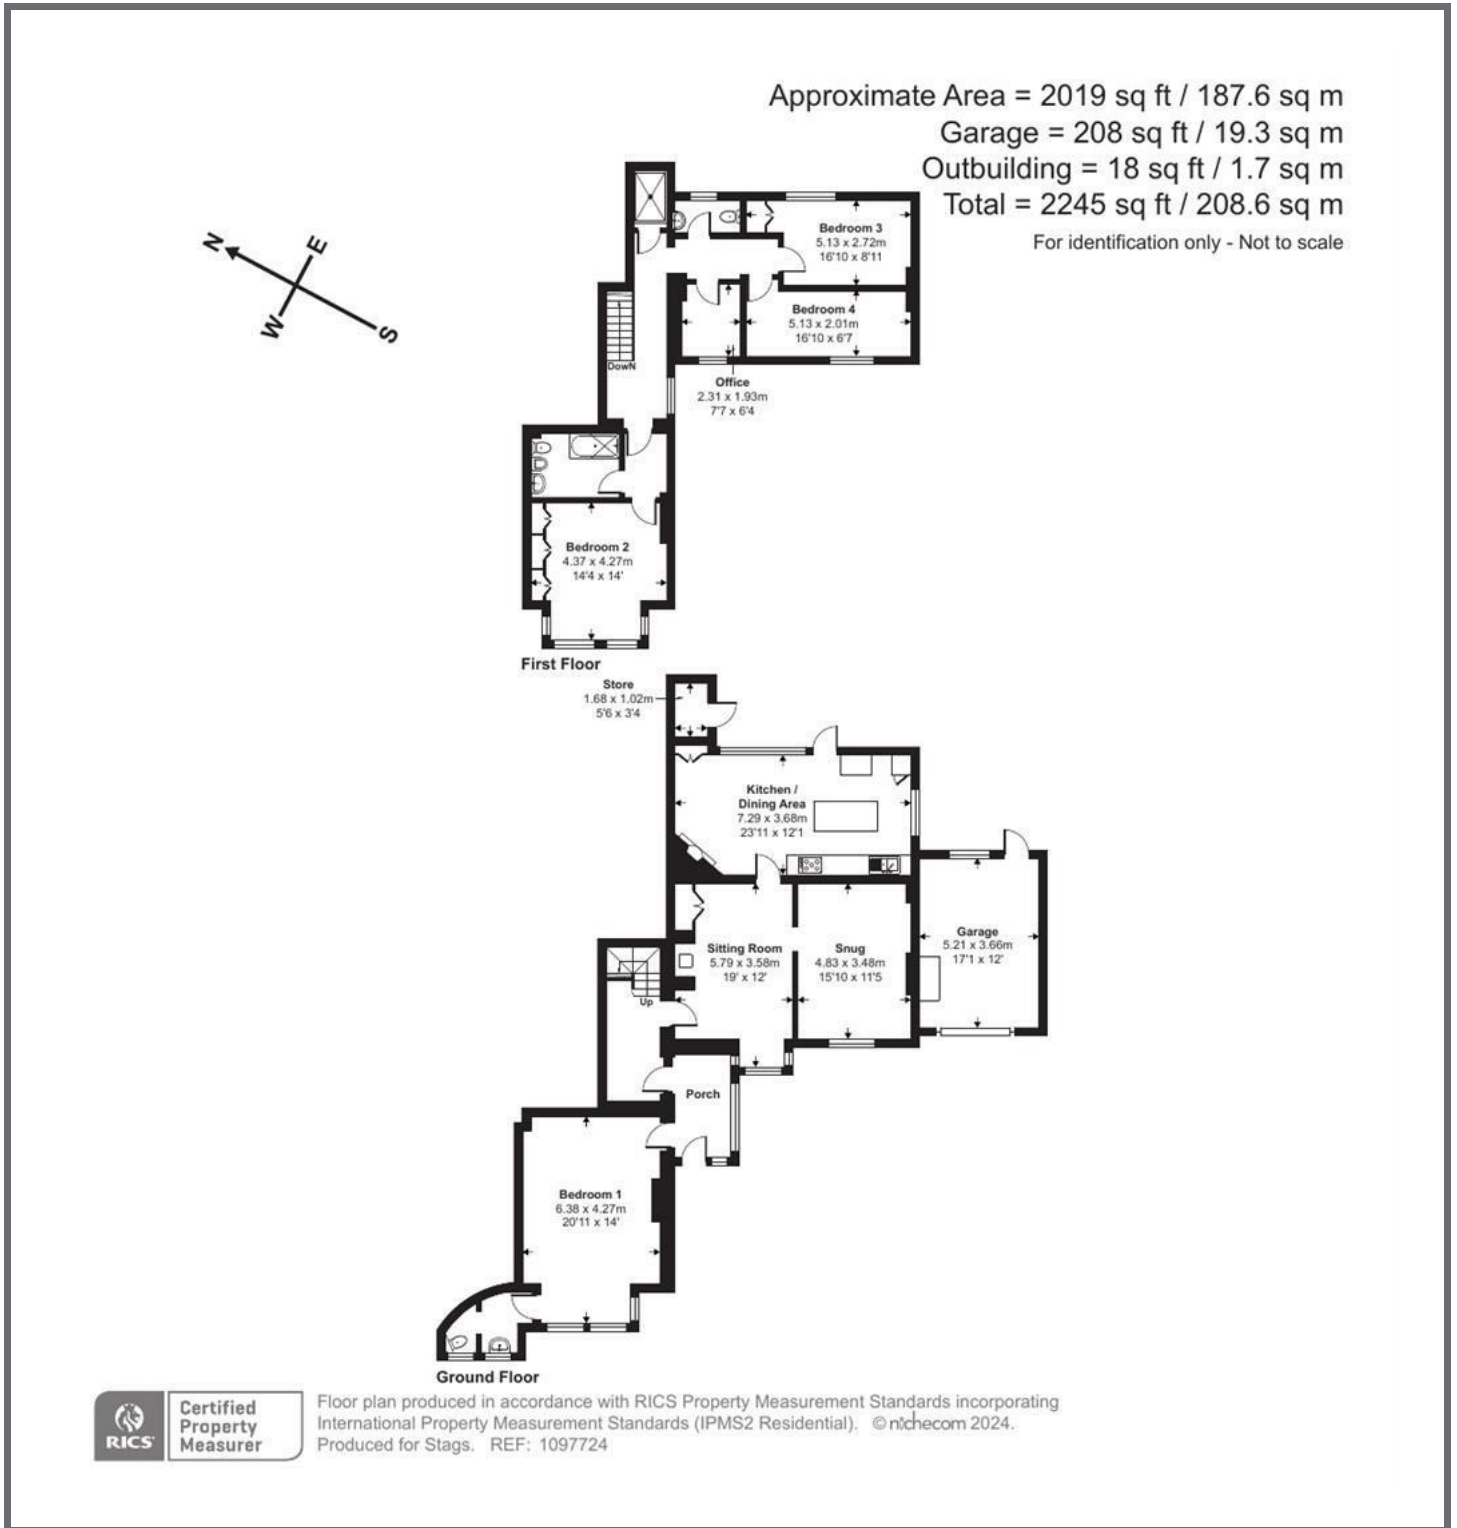 Approximate Area = 2019 sq ft / 187.6 sq m
Garage = 208 sq ft / 19.3 sq m
Outbuilding = 18 sq ft / 1.7 sq m
Total = 2245 sq ft / 208.6 sq m
For identification only - Not to scale
N
E
W
S
Bedroom 3
5.13 x 2.72m
16'10 x 8'11
Bedroom 4
5.13 x 2.01m
16'10 x 6'7
DowN
Office
2.31 x 1.93m
7'7 x 6'4
Bedroom 2
4.37 x 4.27m
14'4 x 14'
First Floor
Store
1.68 x 1.02m
5'6 x 3'4
Kitchen /
Dining Area
7.29 x 3.68m
23'11 x 12'1
Garage
5.21 x 3.66m
17'1 x 12'
Sitting Room
5.79 x 3.58m
19' x 12'
Snug
4.83 x 3.48m
15'10 x 11'5
Up
Porch
Bedroom 1
6.38 x 4.27m
20'11 x 14'
Ground Floor
RICS
Certified
Property
Measurer
Floor plan produced in accordance with RICS Property Measurement Standards incorporating
International Property Measurement Standards (IPMS2 Residential). © nichecom 2024.
Produced for Stags. REF: 1097724